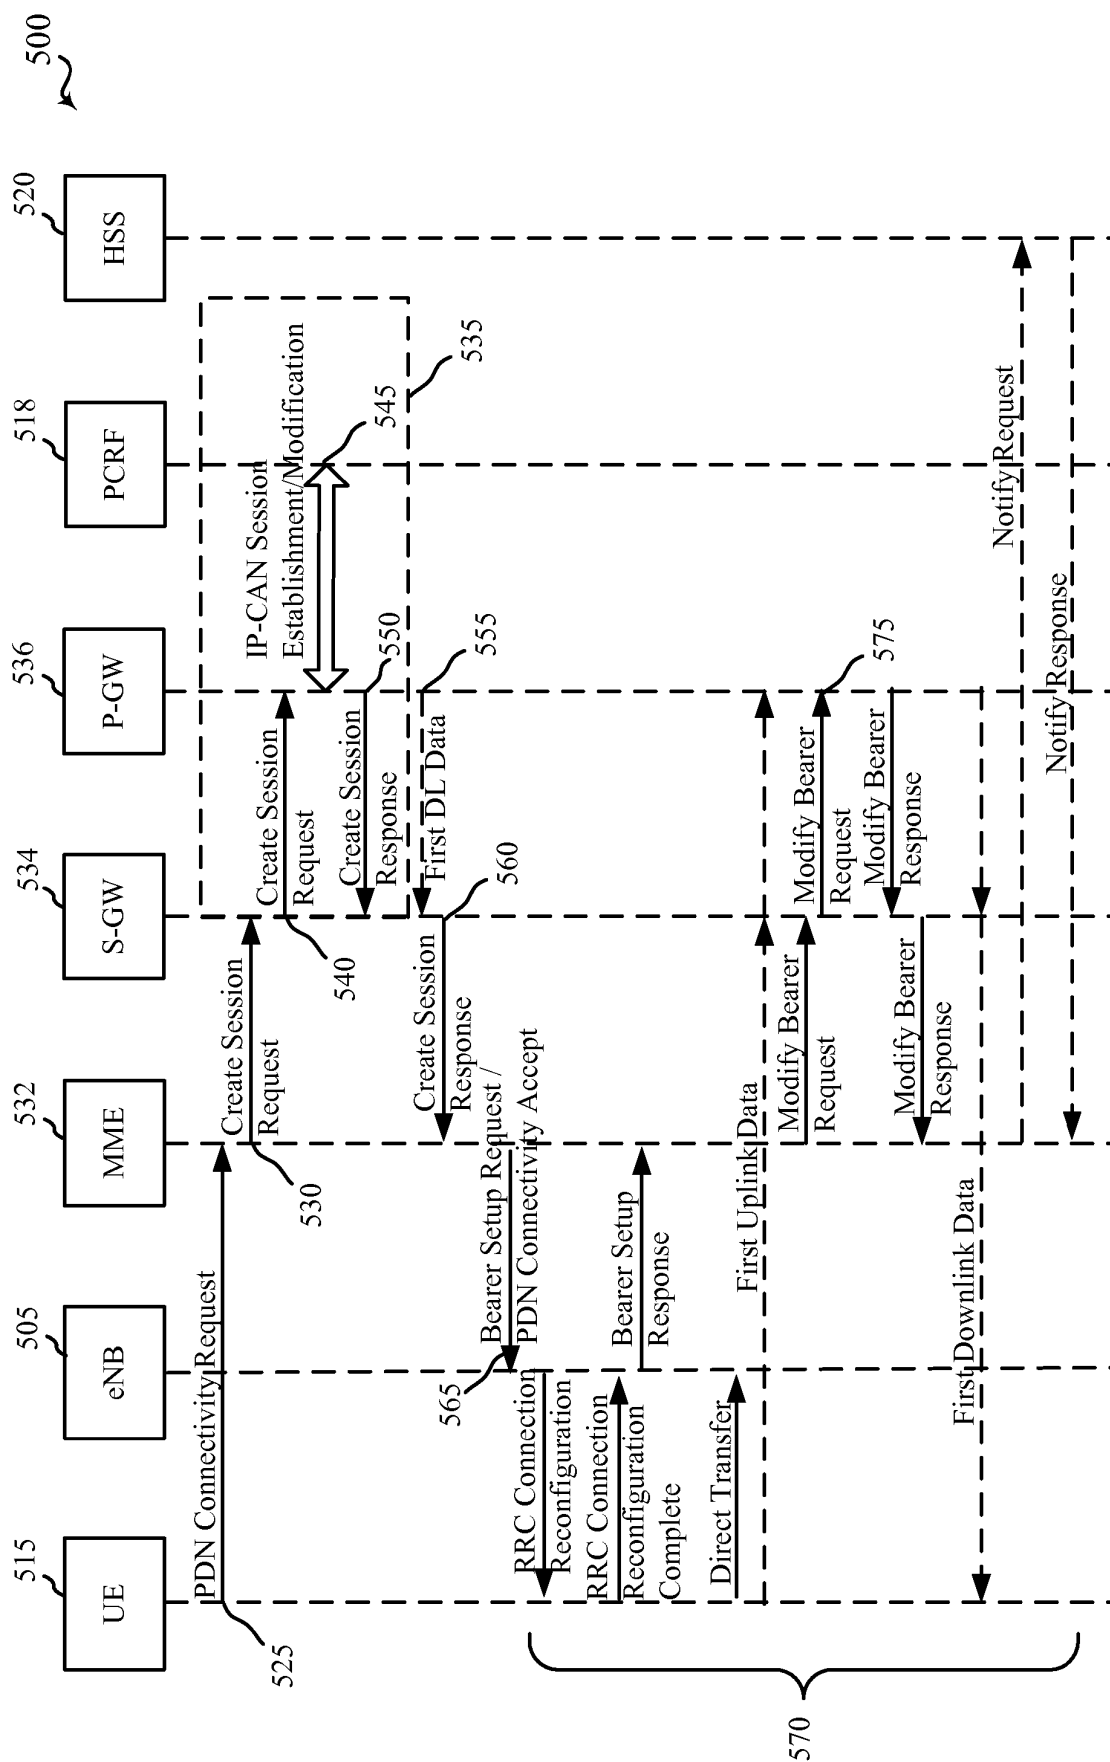 500
515
505
532
534
536
518
520
UE
eNB
MME
S-GW
P-GW
PCRF
HSS
PDN Connectivity Request
525
Create Session
Request
530
Create Session
Request
540
IP-CAN Session
Establishment/Modification
545
535
Create Session
Response
550
First DL Data
555
Create Session
Response
560
Bearer Setup Request /
PDN Connectivity Accept
565
RRC Connection
Reconfiguration
RRC Connection
Reconfiguration
Complete
Bearer Setup
Response
Direct Transfer
First Uplink Data
570
Modify Bearer
Request
Modify Bearer
Request
575
Modify Bearer
Response
Modify Bearer
Response
First Downlink Data
Notify Request
Notify Response